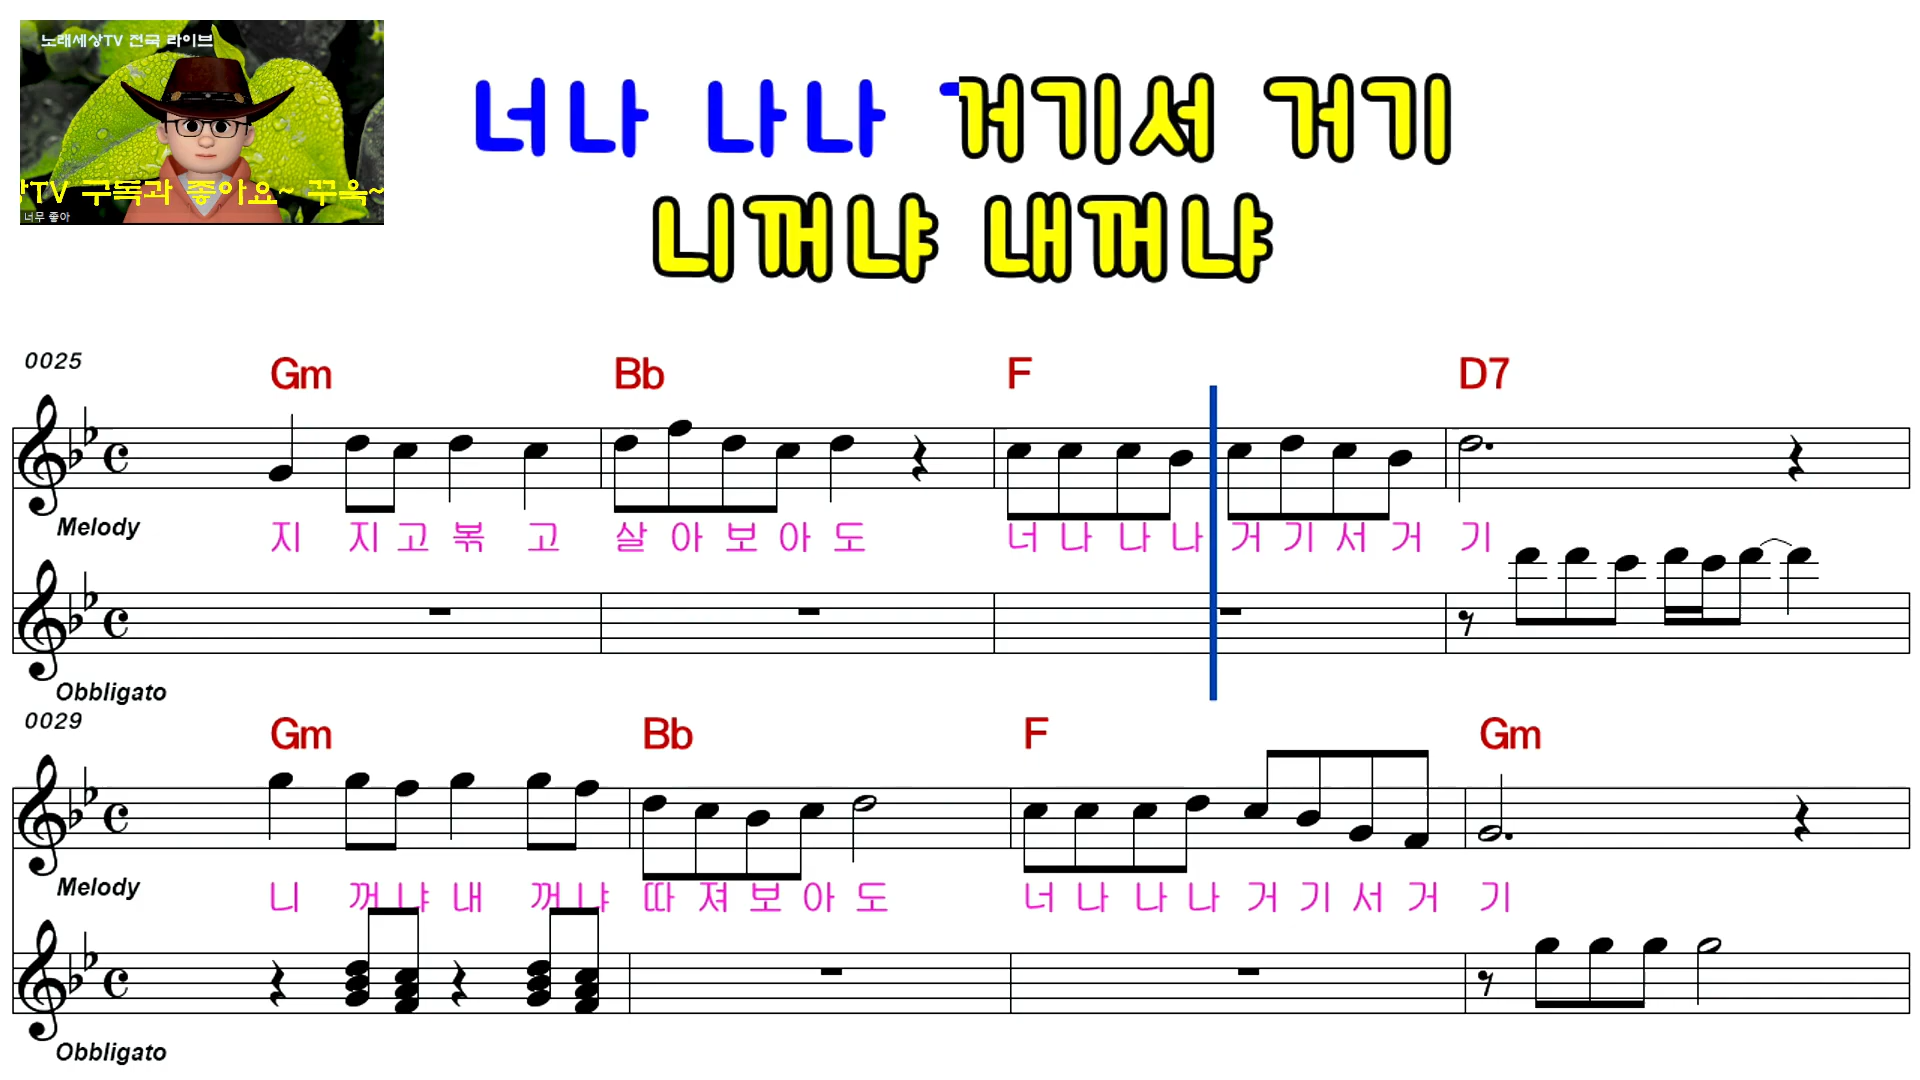 노래세상TV 전국 라이브
상TV 구독과 좋아요~ 꾸욱~
너무 좋아
너나 나나 거기서 거기
니꺼냐 내꺼냐
0025
Gm Bb F D7
Melody
지 지 고 볶 고 살 아 보 아 도 너 나 나 나 거 기 서 거 기
Obbligato
0029
Gm Bb F Gm
Melody
니 꺼 냐 내 꺼 냐 따 져 보 아 도 너 나 나 나 거 기 서 거 기
Obbligato